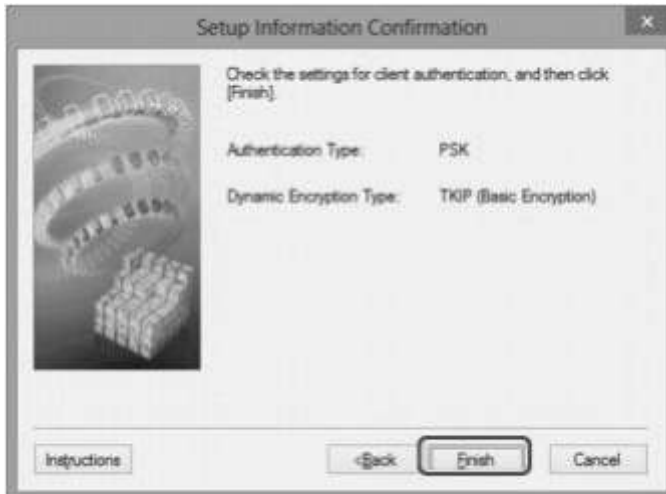 Setup Information Confirmation
Check the settings for client authentication, and then click
[Finish].
Authentication Type: PSK
Dynamic Encryption Type: TKIP (Basic Encryption)
Instructions <Back Finish Cancel